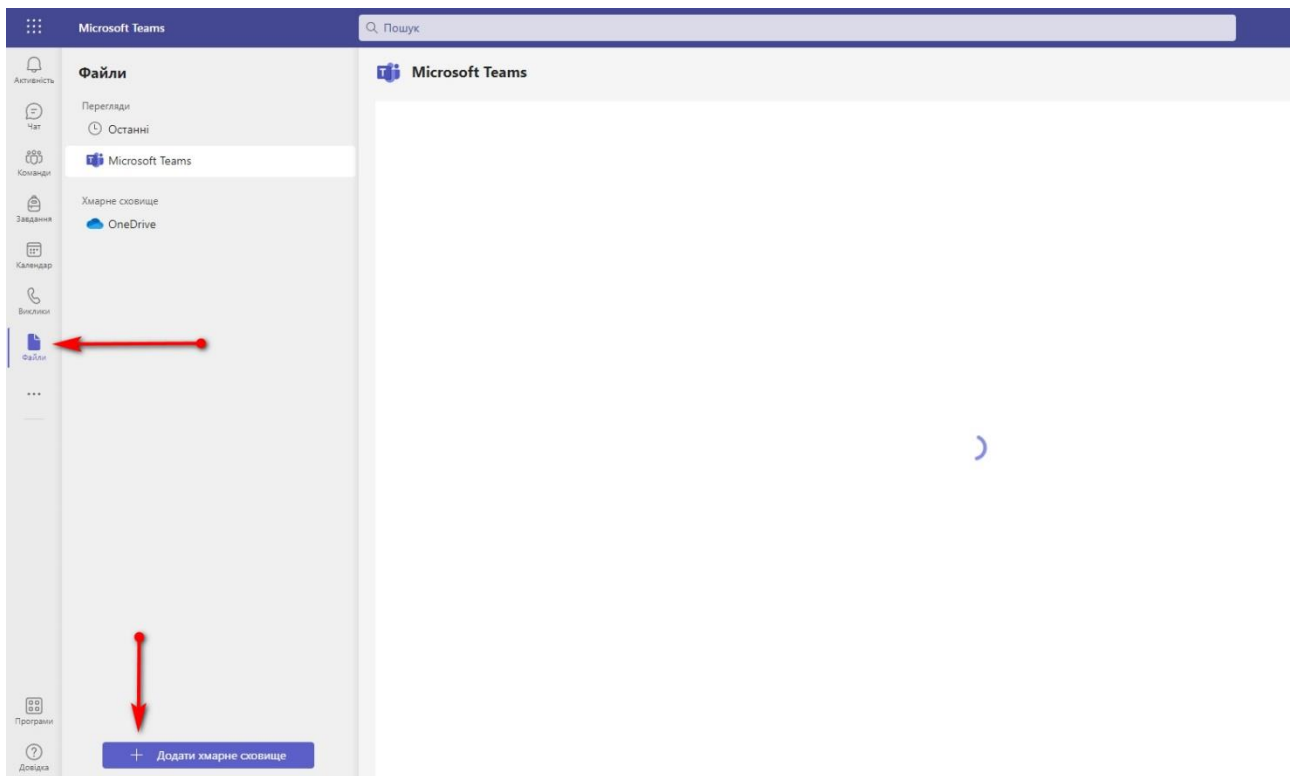 Microsoft Teams
Пошук
Активність
Чат
Команди
Завдання
Календар
Виклики
Файли
Програми
Довідка
Файли
Перегляди
Останні
Microsoft Teams
Хмарне сховище
OneDrive
Додати хмарне сховище
Microsoft Teams